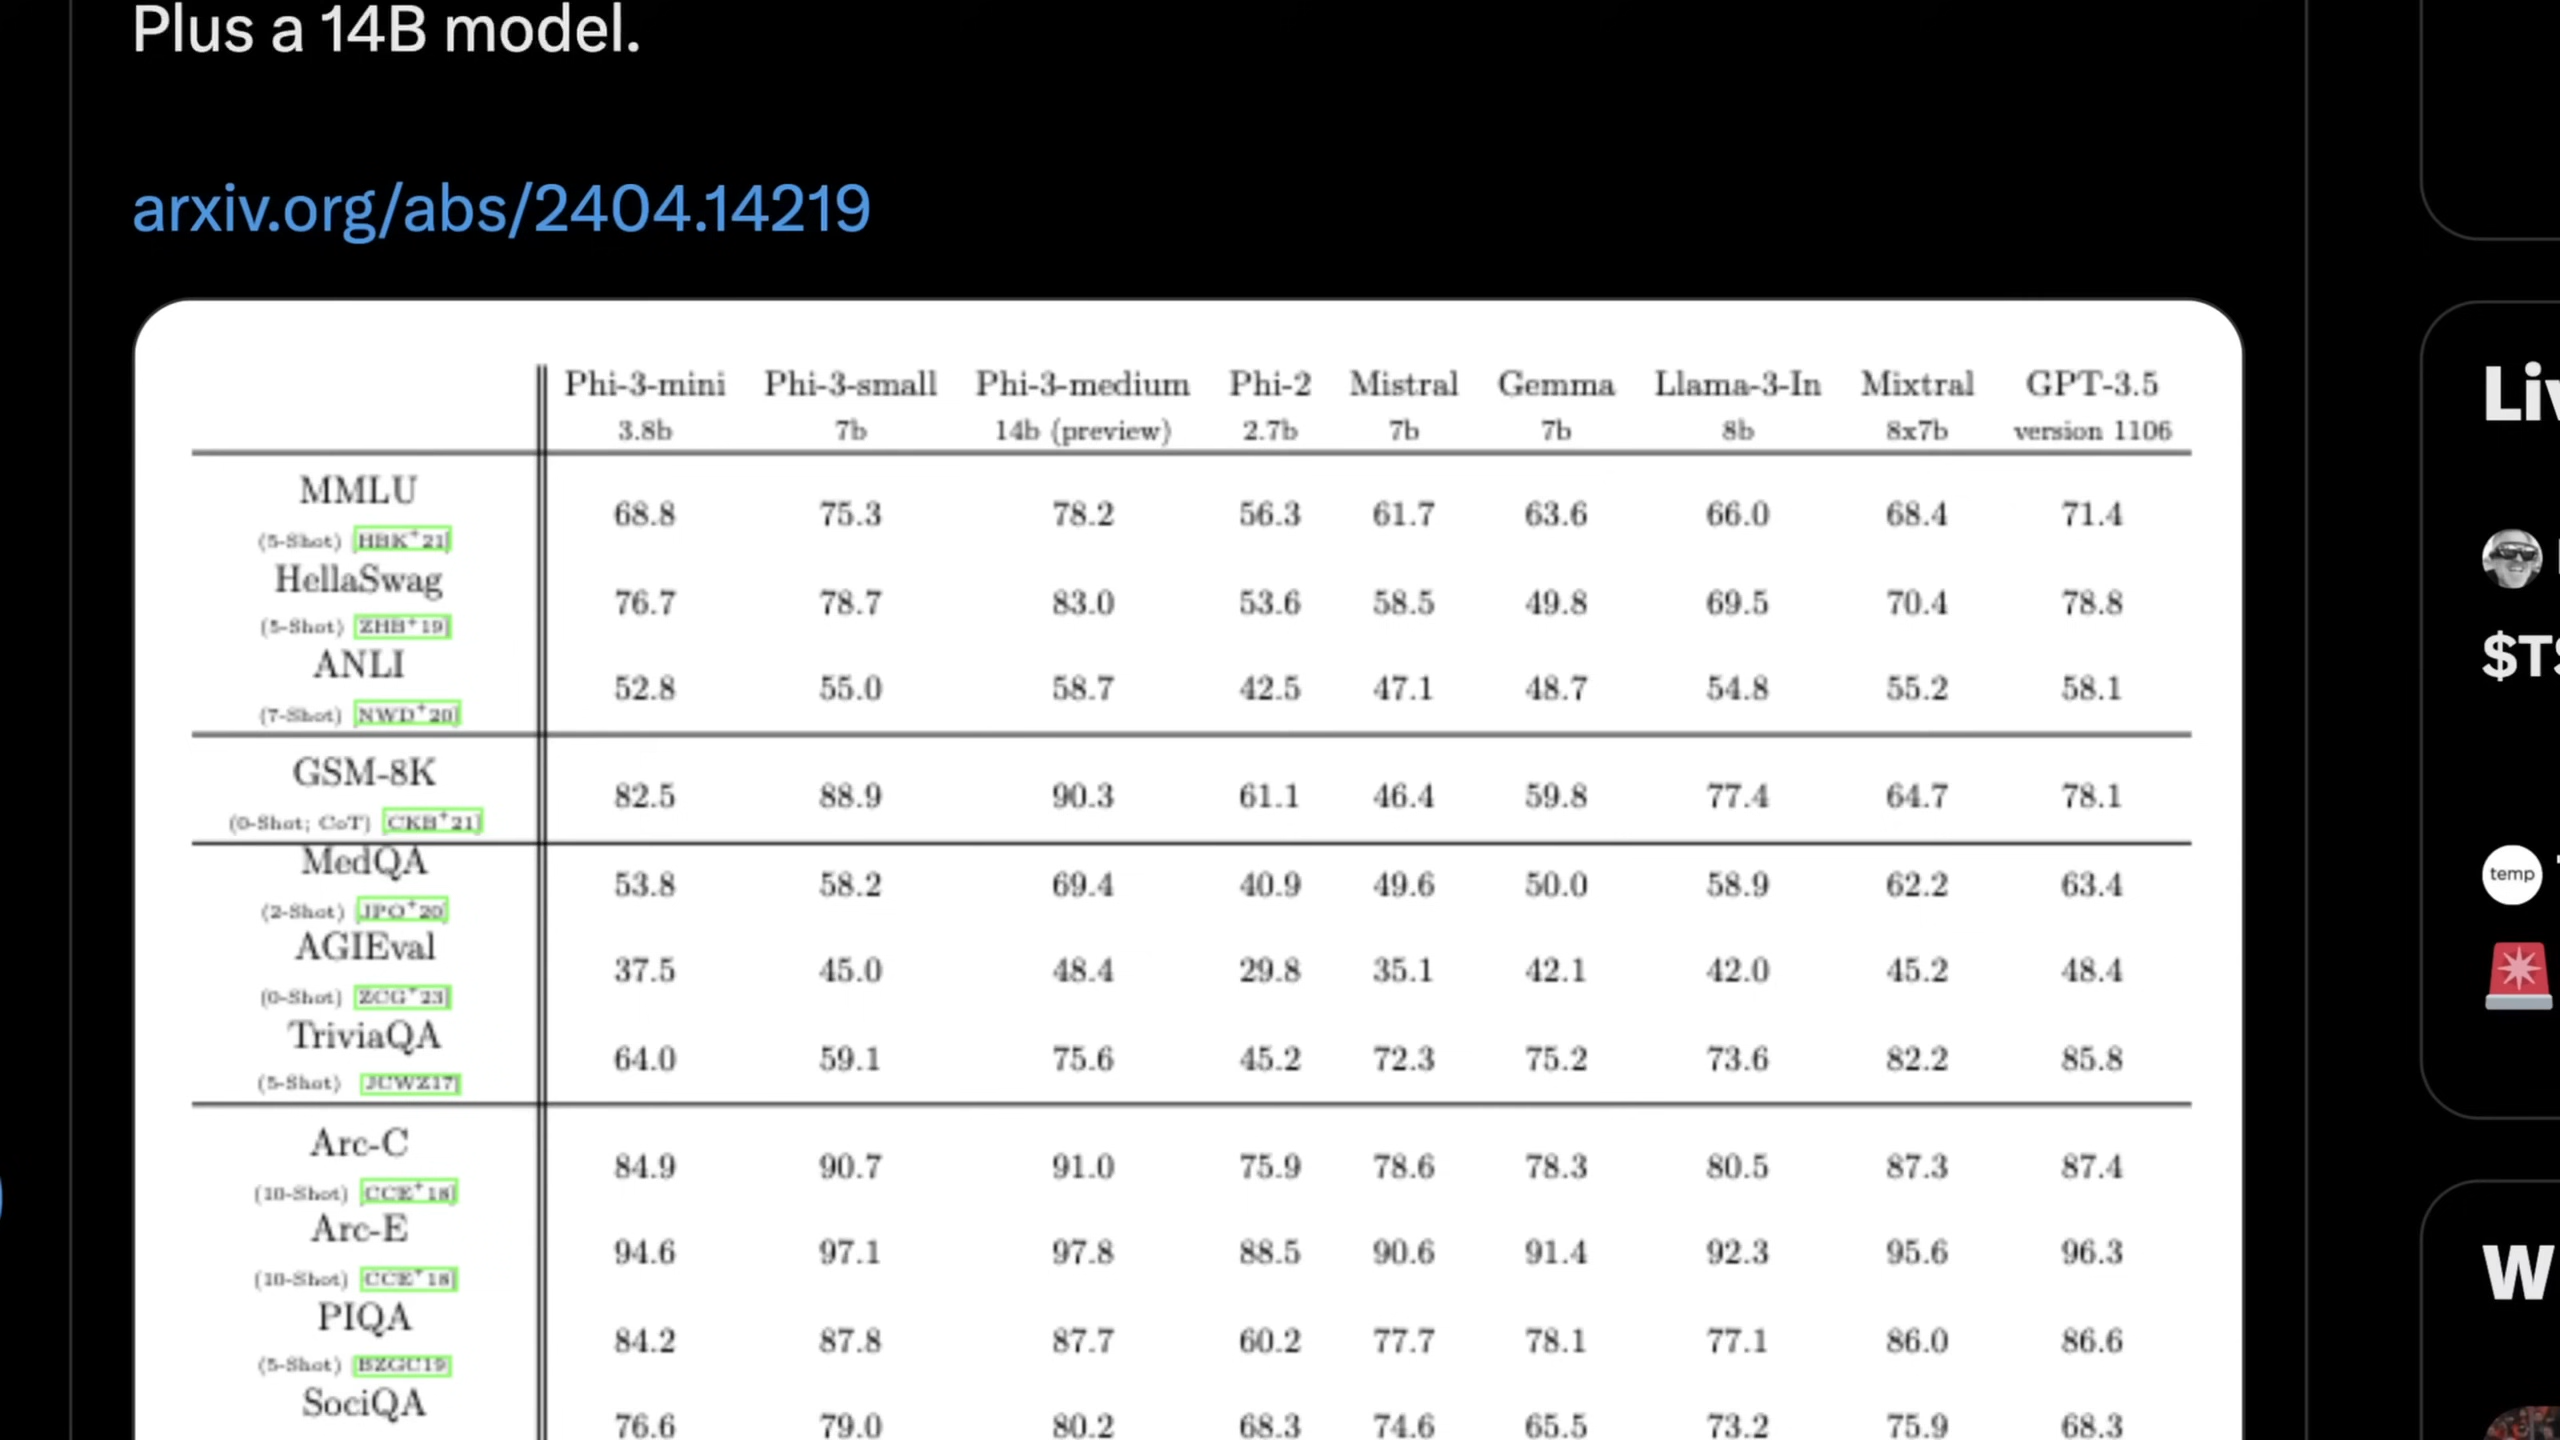 Plus a 14B model.
arxiv.org/abs/2404.14219
Phi-3-mini Phi-3-small Phi-3-medium Phi-2 Mistral Gemma Llama-3-In Mixtral GPT-3.5
3.8b 7b 14b (preview) 2.7b 7b 7b 8b 8x7b version 1106
MMLU
(5-Shot) [HBK+21] 68.8 75.3 78.2 56.3 61.7 63.6 66.0 68.4 71.4
HellaSwag
(5-Shot) [ZHB+19] 76.7 78.7 83.0 53.6 58.5 49.8 69.5 70.4 78.8
ANLI
(7-Shot) [NWD+20] 52.8 55.0 58.7 42.5 47.1 48.7 54.8 55.2 58.1
GSM-8K
(0-Shot; CoT) [CKB+21] 82.5 88.9 90.3 61.1 46.4 59.8 77.4 64.7 78.1
MedQA
(2-Shot) [JPO+20] 53.8 58.2 69.4 40.9 49.6 50.0 58.9 62.2 63.4
AGIEval
(0-Shot) [ZCG+23] 37.5 45.0 48.4 29.8 35.1 42.1 42.0 45.2 48.4
TriviaQA
(5-Shot) [JCWZ17] 64.0 59.1 75.6 45.2 72.3 75.2 73.6 82.2 85.8
Arc-C
(10-Shot) [CCE+18] 84.9 90.7 91.0 75.9 78.6 78.3 80.5 87.3 87.4
Arc-E
(10-Shot) [CCE+18] 94.6 97.1 97.8 88.5 90.6 91.4 92.3 95.6 96.3
PIQA
(5-Shot) [BZGC19] 84.2 87.8 87.7 60.2 77.7 78.1 77.1 86.0 86.6
SociQA
76.6 79.0 80.2 68.3 74.6 65.5 73.2 75.9 68.3
Liv
$TS
temp
W